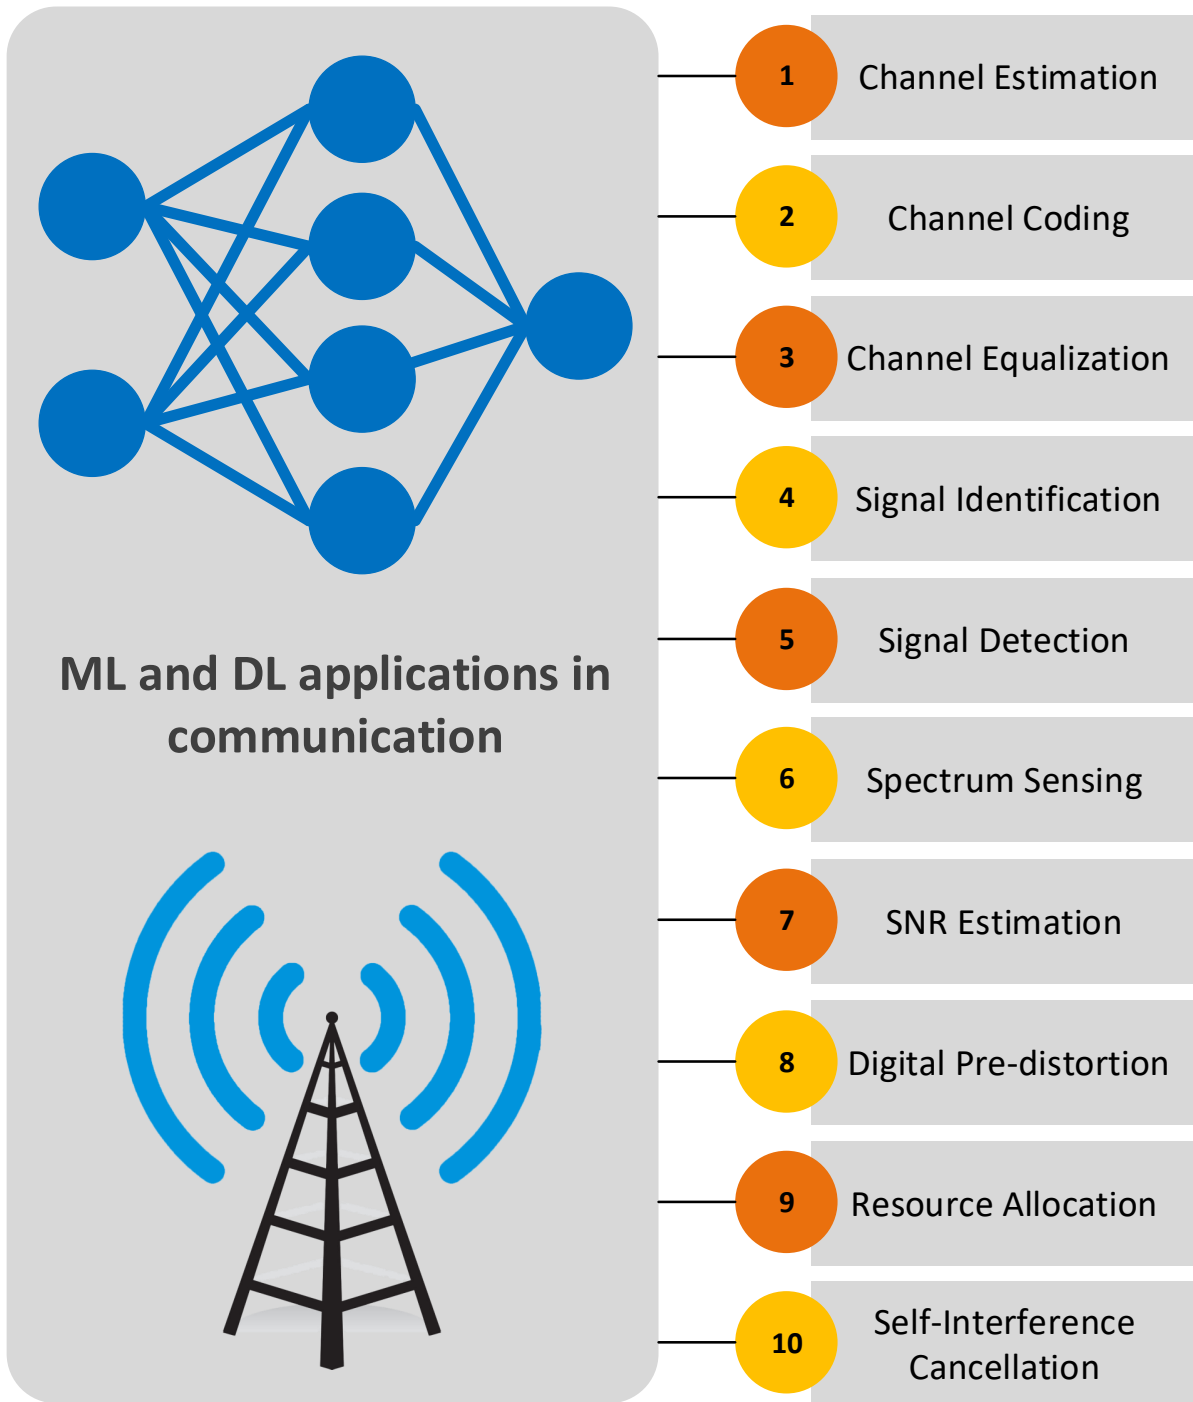 ML and DL applications in
communication
1 Channel Estimation
2 Channel Coding
3 Channel Equalization
4 Signal Identification
5 Signal Detection
6 Spectrum Sensing
7 SNR Estimation
8 Digital Pre-distortion
9 Resource Allocation
10 Self-Interference
Cancellation